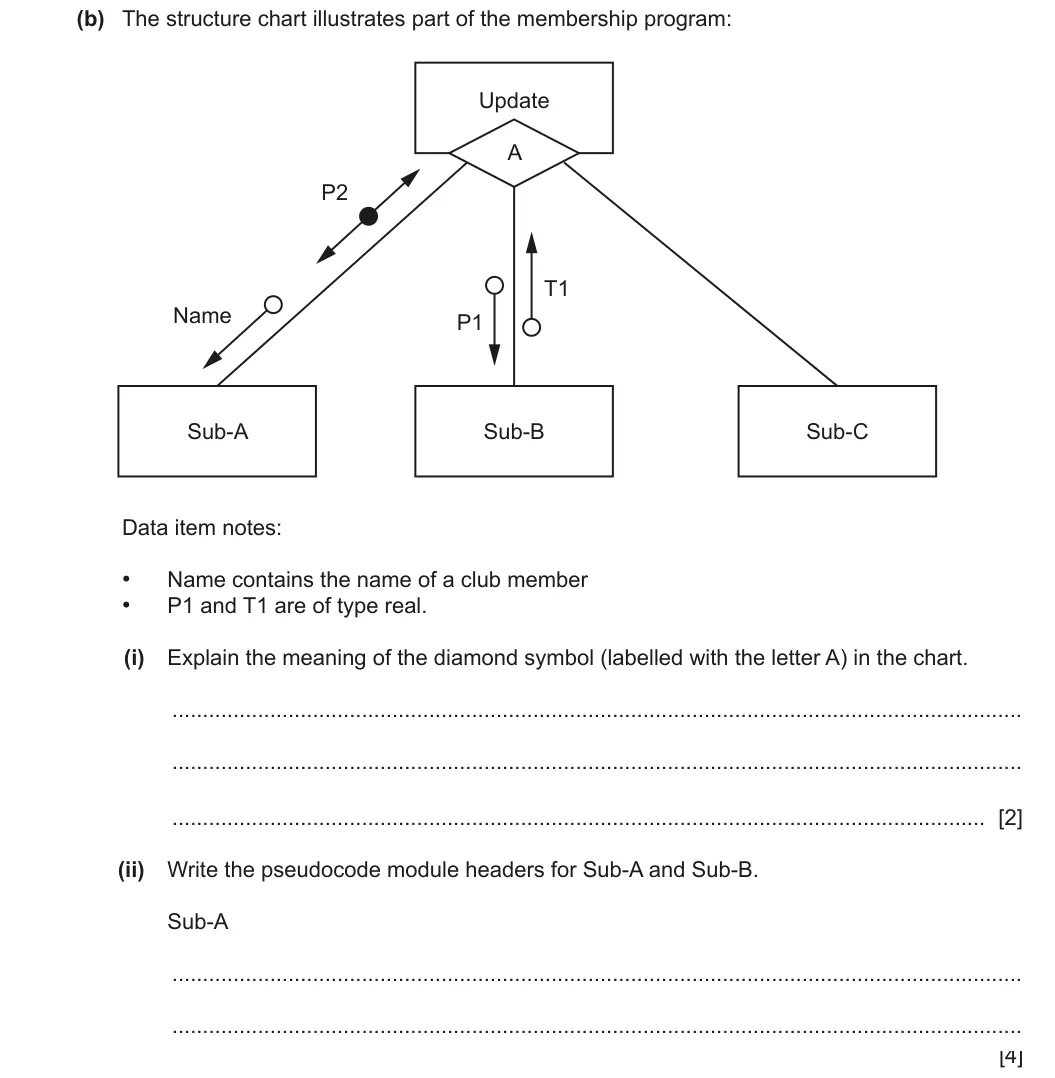 (b) The structure chart illustrates part of the membership program:
Update
A
P2
Name
P1
T1
Sub-A
Sub-B
Sub-C
Data item notes:
• Name contains the name of a club member
• P1 and T1 are of type real.
(i) Explain the meaning of the diamond symbol (labelled with the letter A) in the chart.
[2]
(ii) Write the pseudocode module headers for Sub-A and Sub-B.
Sub-A
[4]